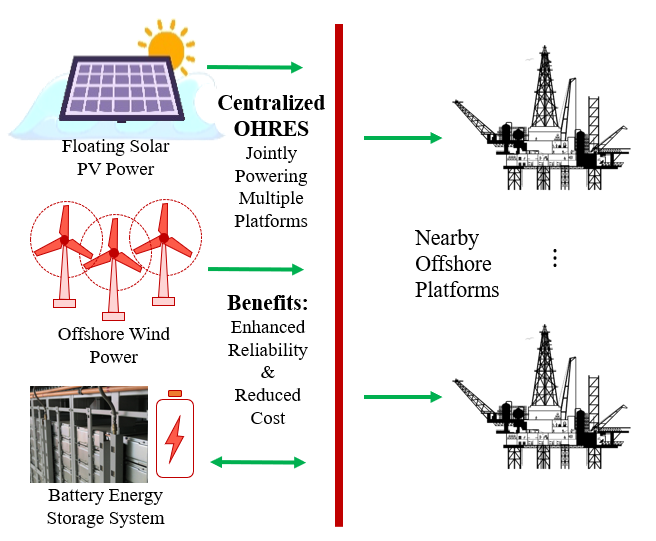 Floating Solar
PV Power
Centralized
OHRES
Jointly
Powering
Multiple
Platforms
Offshore Wind
Power
Benefits:
Enhanced
Reliability
&
Reduced
Cost
Battery Energy
Storage System
Nearby
Offshore
Platforms